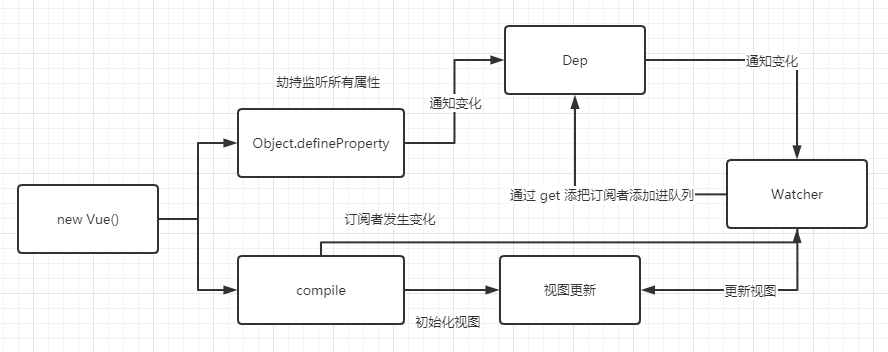 Dep
通知变化
劫持监听所有属性
通知变化
Object.defineProperty
通过 get 添把订阅者添加进队列
Watcher
new Vue()
订阅者发生变化
compile
视图更新
更新视图
初始化视图